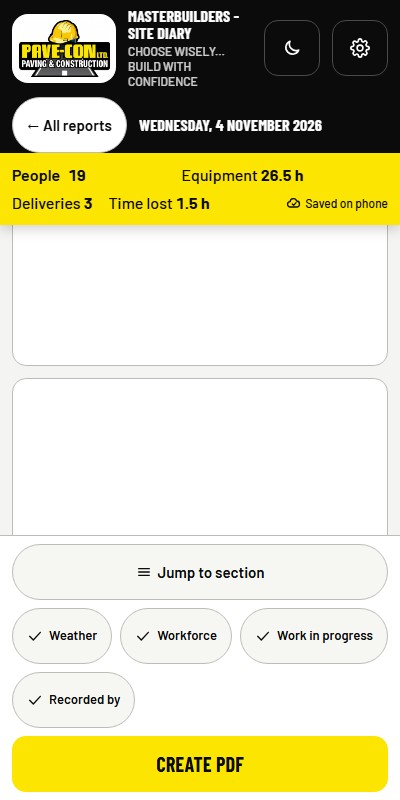 PAVE-CON LTD.
PAVING & CONSTRUCTION
MASTERBUILDERS -
SITE DIARY
CHOOSE WISELY...
BUILD WITH
CONFIDENCE
← All reports
WEDNESDAY, 4 NOVEMBER 2026
People 19
Equipment 26.5 h
Deliveries 3
Time lost 1.5 h
Saved on phone
Jump to section
Weather
Workforce
Work in progress
Recorded by
CREATE PDF